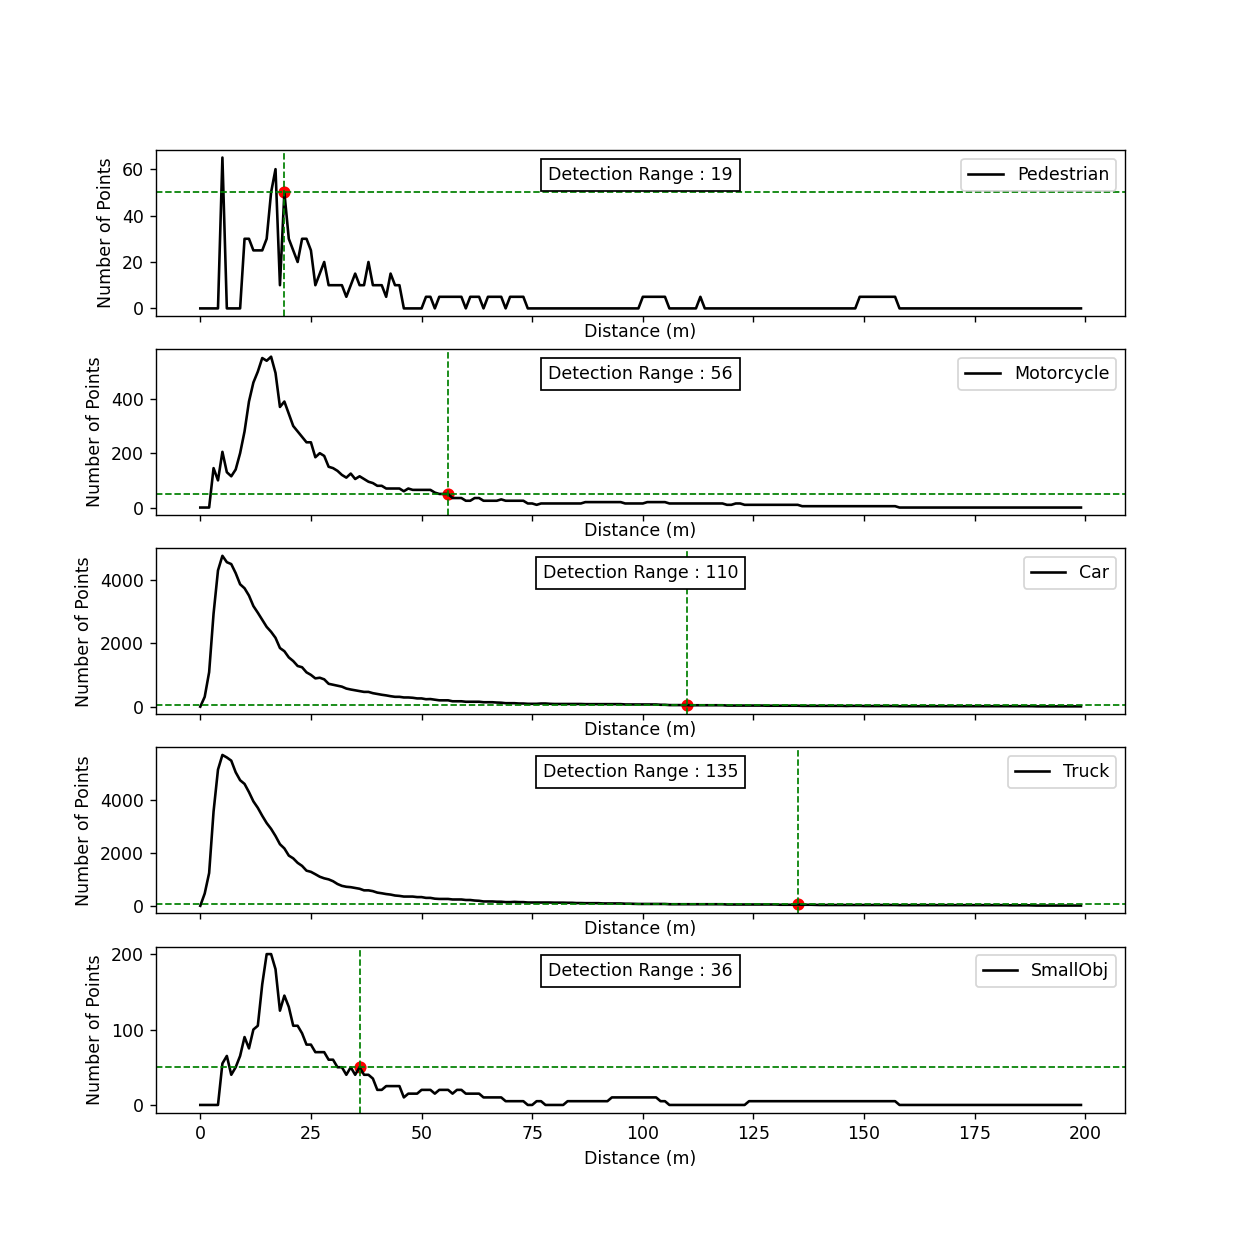 Number of Points
60
40
20
0
Detection Range : 19
Pedestrian
Distance (m)
Number of Points
400
200
0
Detection Range : 56
Motorcycle
Distance (m)
Number of Points
4000
2000
0
Detection Range : 110
Car
Distance (m)
Number of Points
4000
2000
0
Detection Range : 135
Truck
Distance (m)
Number of Points
200
100
0
Detection Range : 36
SmallObj
0 25 50 75 100 125 150 175 200
Distance (m)